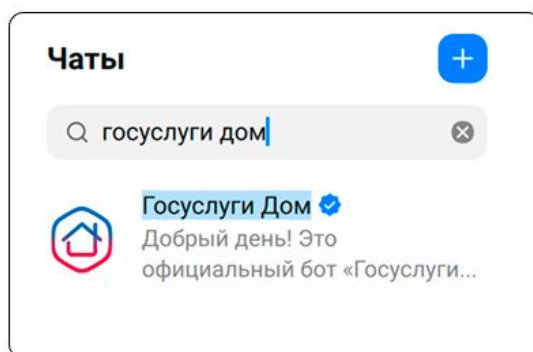 Чаты
госуслуги дом
Госуслуги Дом
Добрый день! Это
официальный бот «Госуслуги...